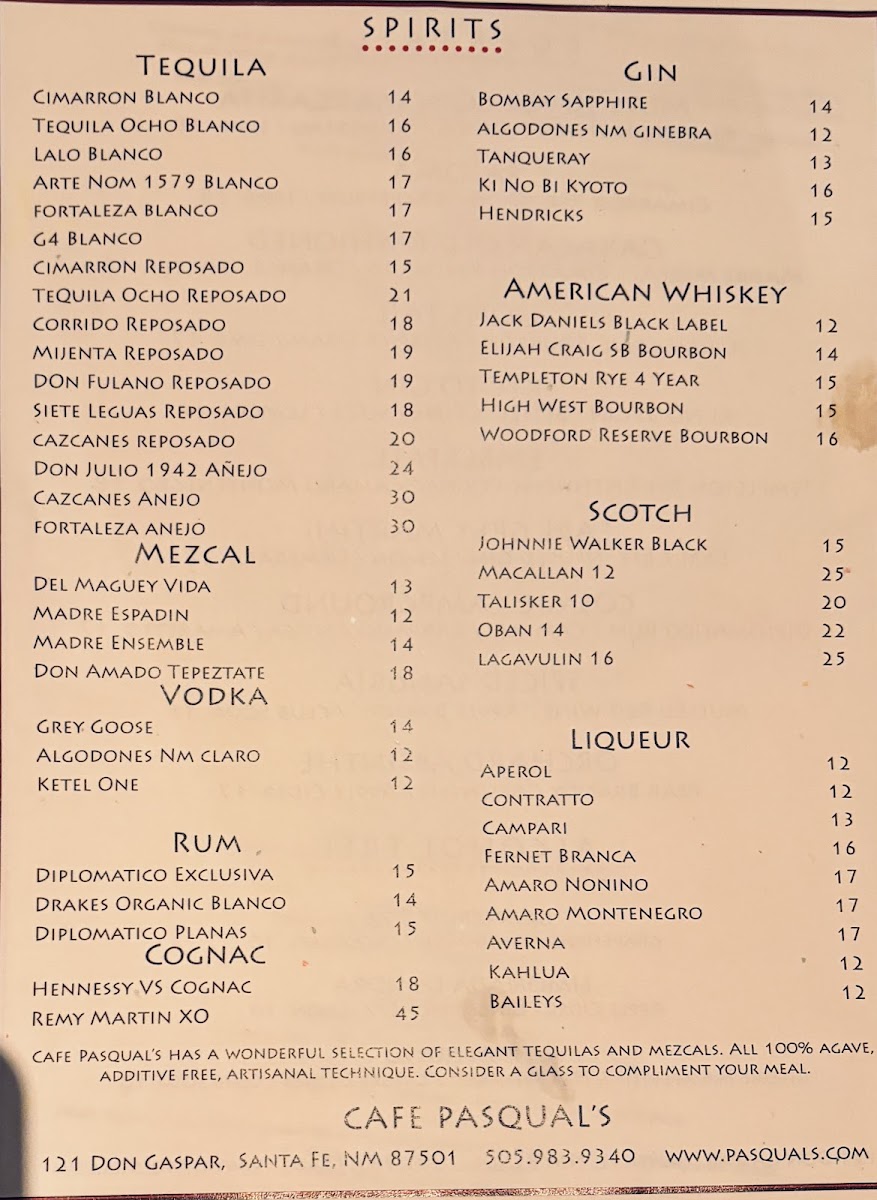 SPIRITS
TEQUILA
CIMARRON BLANCO 14
TEQUILA OCHO BLANCO 16
LALO BLANCO 16
ARTE NOM 1579 BLANCO 17
FORTALEZA BLANCO 17
G4 BLANCO 17
CIMARRON REPOSADO 15
TEQUILA OCHO REPOSADO 21
CORRIDO REPOSADO 18
MIJENTA REPOSADO 19
DON FULANO REPOSADO 19
SIETE LEGUAS REPOSADO 18
CAZCANES REPOSADO 20
DON JULIO 1942 AÑEJO 24
CAZCANES ANEJO 30
FORTALEZA ANEJO 30
MEZCAL
DEL MAGUEY VIDA 13
MADRE ESPADIN 12
MADRE ENSEMBLE 14
DON AMADO TEPEZTATE 18
VODKA
GREY GOOSE 14
ALGODONES NM CLARO 12
KETEL ONE 12
RUM
DIPLOMATICO EXCLUSIVA 15
DRAKES ORGANIC BLANCO 14
DIPLOMATICO PLANAS 15
COGNAC
HENNESSY VS COGNAC 18
REMY MARTIN XO 45
GIN
BOMBAY SAPPHIRE 14
ALGODONES NM GINEBRA 12
TANQUERAY 13
KI NO BI KYOTO 16
HENDRICKS 15
AMERICAN WHISKEY
JACK DANIELS BLACK LABEL 12
ELIJAH CRAIG SB BOURBON 14
TEMPLETON RYE 4 YEAR 15
HIGH WEST BOURBON 15
WOODFORD RESERVE BOURBON 16
SCOTCH
JOHNNIE WALKER BLACK 15
MACALLAN 12 25
TALISKER 10 20
OBAN 14 22
LAGAVULIN 16 25
LIQUEUR
APEROL 12
CONTRATTO 12
CAMPARI 13
FERNET BRANCA 16
AMARO NONINO 17
AMARO MONTENEGRO 17
AVERNA 17
KAHLUA 12
BAILEYS 12
CAFE PASQUAL'S HAS A WONDERFUL SELECTION OF ELEGANT TEQUILAS AND MEZCALS. ALL 100% AGAVE,
ADDITIVE FREE, ARTISANAL TECHNIQUE. CONSIDER A GLASS TO COMPLIMENT YOUR MEAL.
CAFE PASQUAL'S
121 DON GASPAR, SANTA FE, NM 87501 505.983.9340 WWW.PASQUALS.COM